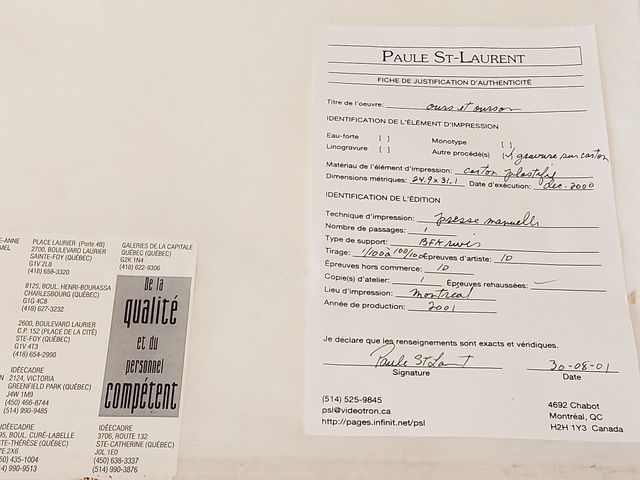 PAULE ST-LAURENT
FICHE DE JUSTIFICATION D'AUTHENTICITÉ
Titre de l'oeuvre: ours et ourson
IDENTIFICATION DE L'ÉLÉMENT D'IMPRESSION
Eau-forte [ ] Monotype [ ]
Linogravure [ ] Autre procédé(s) [✓] gravure sur carton
Matériau de l'élément d'impression: carton plastifié
Dimensions métriques: 24.9 x 31.1 Date d'exécution: dec. 2000
IDENTIFICATION DE L'ÉDITION
Technique d'impression: presse manuelle
Nombre de passages: 1
Type de support: BFK rives
Tirage: 1/100 à 100/100 Épreuves d'artiste: 10
Épreuves hors commerce: 10
Copie(s) d'atelier: 1 Épreuves rehaussées: —
Lieu d'impression: Montreal
Année de production: 2001
Je déclare que les renseignements sont exacts et véridiques.
Paule St Laurent 30-08-01
Signature Date
(514) 525-9845
psl@videotron.ca
http://pages.infinit.net/psl
4692 Chabot
Montréal, QC
H2H 1Y3 Canada
PLACE LAURIER (Porte 4B)
2700, BOULEVARD LAURIER
SAINTE-FOY (QUÉBEC)
G1V 2L8
(418) 658-3320
GALERIES DE LA CAPITALE
QUÉBEC (QUÉBEC)
G2K 1N4
(418) 622-9306
8125, BOUL. HENRI-BOURASSA
CHARLESBOURG (QUÉBEC)
G1G 4C8
(418) 627-3232
2600, BOULEVARD LAURIER
C.P. 152 (PLACE DE LA CITÉ)
STE-FOY (QUÉBEC)
G1V 4T3
(418) 654-2990
IDÉECADRE
2124, VICTORIA
GREENFIELD PARK (QUÉBEC)
J4W 1M9
(450) 466-8744
(514) 990-9485
De la
qualité
et du
personnel
compétent
IDÉECADRE
BOUL. CURÉ-LABELLE
(QUÉBEC)
435-1004
990-9513
IDÉECADRE
3706, ROUTE 132
STE-CATHERINE (QUÉBEC)
J0L 1E0
(450) 638-3337
(514) 990-3876